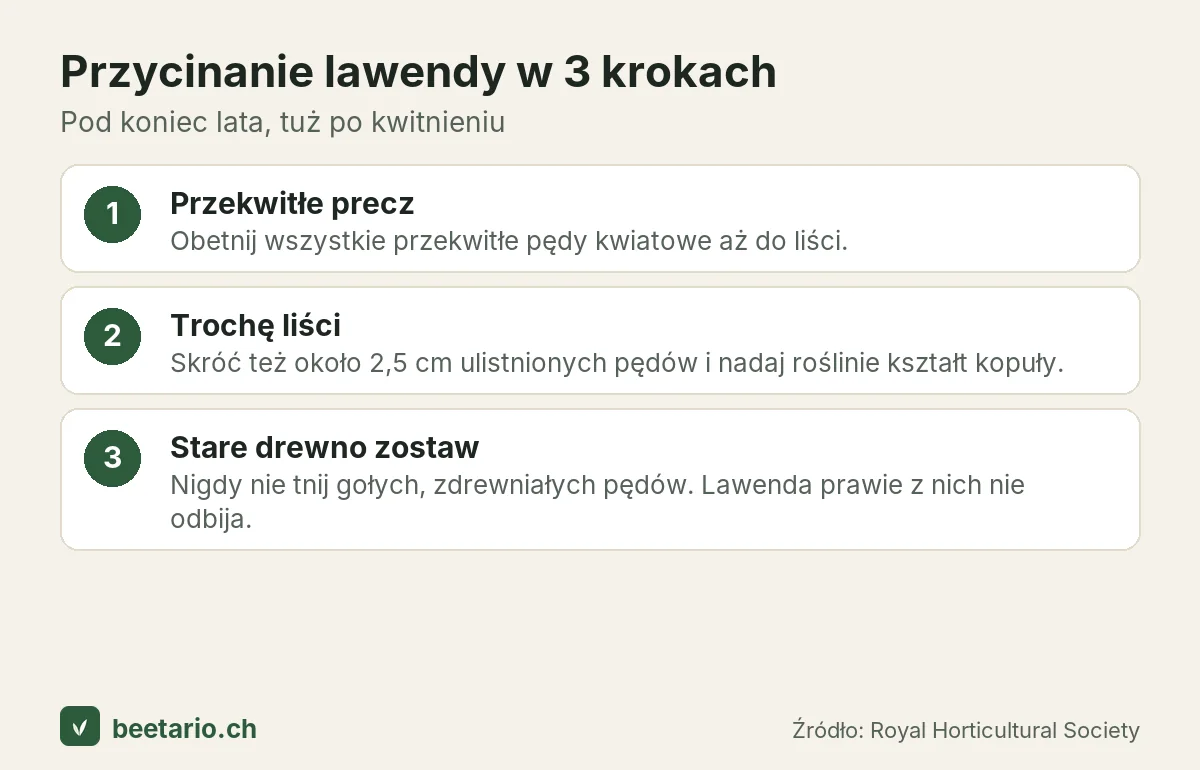 Przycinanie lawendy w 3 krokach
Pod koniec lata, tuż po kwitnieniu
1
Przekwitłe precz
Obetnij wszystkie przekwitłe pędy kwiatowe aż do liści.
2
Trochę liści
Skróć też około 2,5 cm ulistnionych pędów i nadaj roślinie kształt kopuły.
3
Stare drewno zostaw
Nigdy nie tnij gołych, zdrewniałych pędów. Lawenda prawie z nich nie
odbija.
beetario.ch
Źródło: Royal Horticultural Society